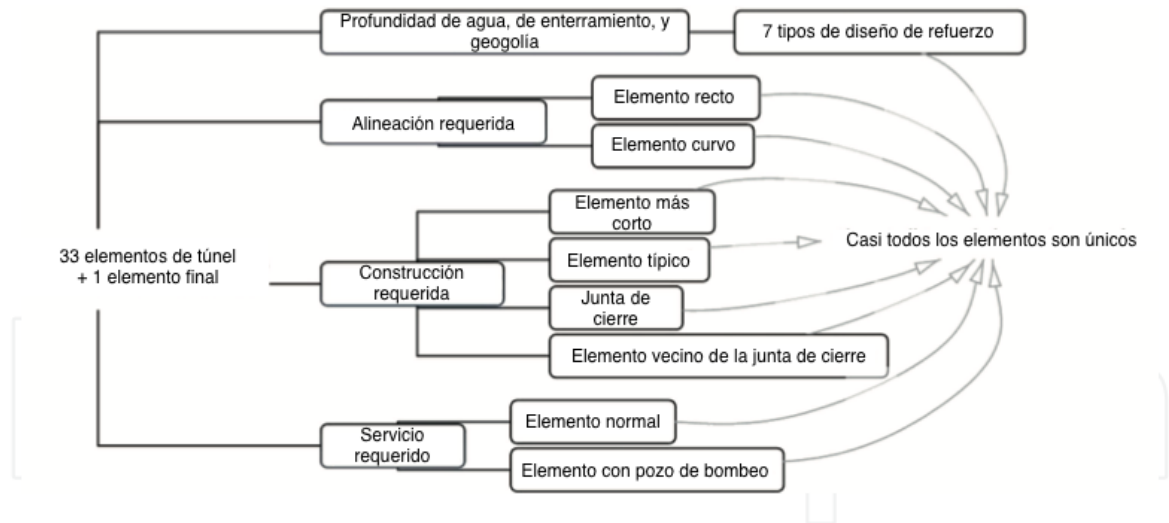 Profundidad de agua, de enterramiento, y
geogolía
7 tipos de diseño de refuerzo
Elemento recto
Alineación requerida
Elemento curvo
Elemento más
corto
33 elementos de túnel
+ 1 elemento final
Elemento típico
Casi todos los elementos son únicos
Construcción
requerida
Junta de
cierre
Elemento vecino de la junta de cierre
Elemento normal
Servicio
requerido
Elemento con pozo de bombeo